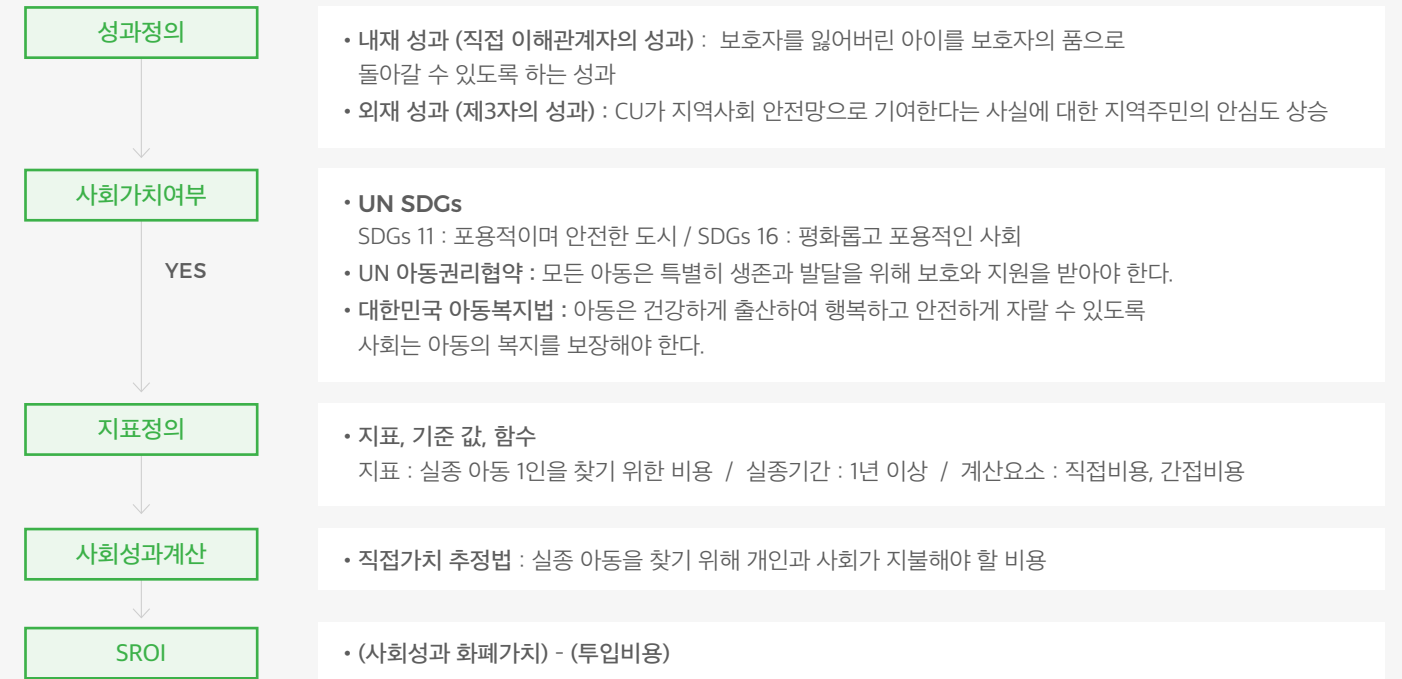 성과정의
• 내재 성과 (직접 이해관계자의 성과) : 보호자를 잃어버린 아이를 보호자의 품으로
돌아갈 수 있도록 하는 성과
• 외재 성과 (제3자의 성과) : CU가 지역사회 안전망으로 기여한다는 사실에 대한 지역주민의 안심도 상승
사회가치여부
YES
• UN SDGs
SDGs 11 : 포용적이며 안전한 도시 / SDGs 16 : 평화롭고 포용적인 사회
• UN 아동권리협약 : 모든 아동은 특별히 생존과 발달을 위해 보호와 지원을 받아야 한다.
• 대한민국 아동복지법 : 아동은 건강하게 출산하여 행복하고 안전하게 자랄 수 있도록
사회는 아동의 복지를 보장해야 한다.
지표정의
• 지표, 기준 값, 함수
지표 : 실종 아동 1인을 찾기 위한 비용 / 실종기간 : 1년 이상 / 계산요소 : 직접비용, 간접비용
사회성과계산
• 직접가치 추정법 : 실종 아동을 찾기 위해 개인과 사회가 지불해야 할 비용
SROI
• (사회성과 화폐가치) - (투입비용)